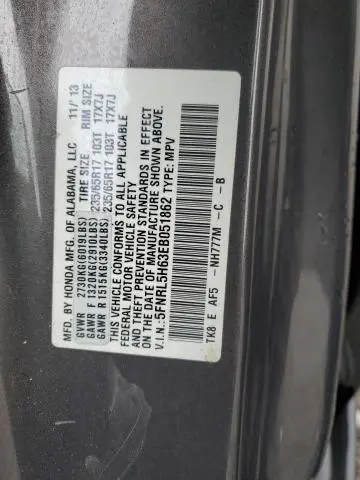 MFD. BY HONDA MFG. OF ALABAMA, LLC 11/ 13
GVWR 2730KG(6019LBS) TIRE SIZE RIM SIZE
GAWR F 1320KG(2910LBS) 235/65R17 103T 17X7J
GAWR R 1515KG(3340LBS) 235/65R17 103T 17X7J
THIS VEHICLE CONFORMS TO ALL APPLICABLE
FEDERAL MOTOR VEHICLE SAFETY
AND THEFT PREVENTION STANDARDS IN EFFECT
ON THE DATE OF MANUFACTURE SHOWN ABOVE.
V.I.N.: 5FNRL5H63EB051862 TYPE: MPV
TK8 E AF5 - NH777M - C - B